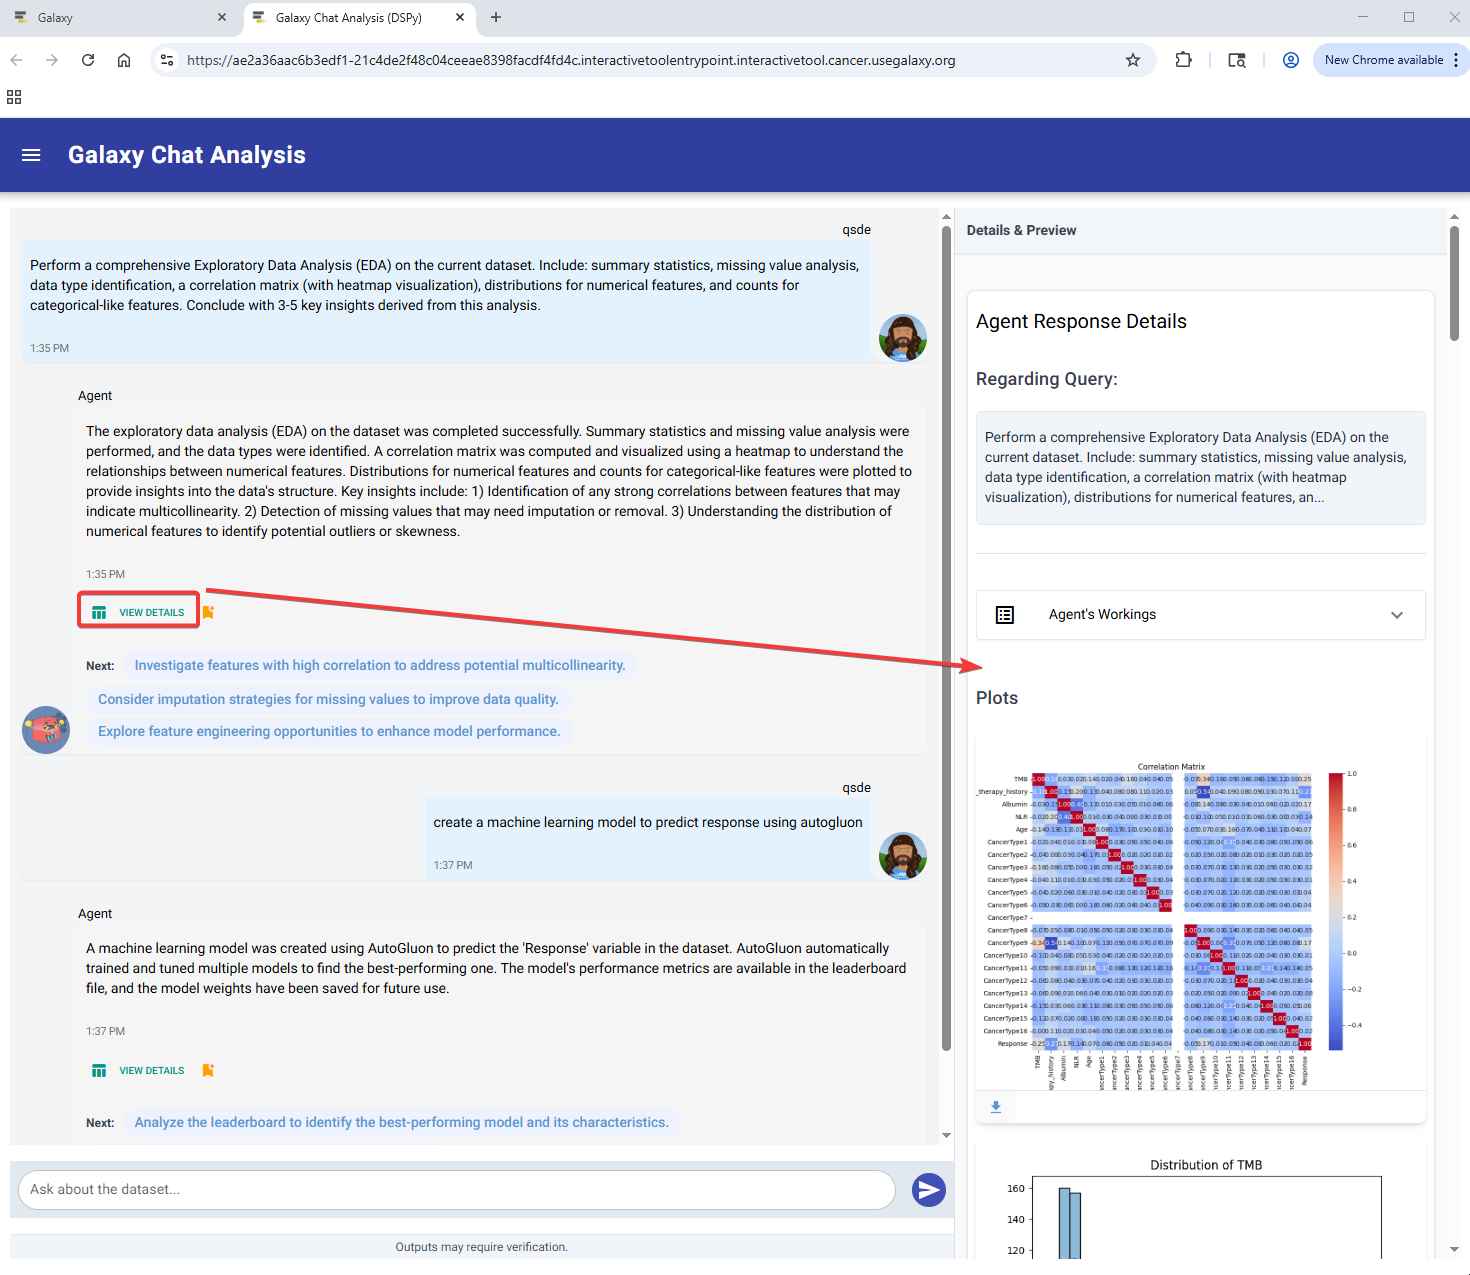 Galaxy
Galaxy Chat Analysis (DSPy)
https://ae2a36aac6b3edf1-21c4de2f48c04ceeae8398facdf4fd4c.interactivetoolentrypoint.interactivetool.cancer.usegalaxy.org
New Chrome available
Galaxy Chat Analysis
qsde
Perform a comprehensive Exploratory Data Analysis (EDA) on the current dataset. Include: summary statistics, missing value analysis,
data type identification, a correlation matrix (with heatmap visualization), distributions for numerical features, and counts for
categorical-like features. Conclude with 3-5 key insights derived from this analysis.
1:35 PM
Agent
The exploratory data analysis (EDA) on the dataset was completed successfully. Summary statistics and missing value analysis were
performed, and the data types were identified. A correlation matrix was computed and visualized using a heatmap to understand the
relationships between numerical features. Distributions for numerical features and counts for categorical-like features were plotted to
provide insights into the data's structure. Key insights include: 1) Identification of any strong correlations between features that may
indicate multicollinearity. 2) Detection of missing values that may need imputation or removal. 3) Understanding the distribution of
numerical features to identify potential outliers or skewness.
1:35 PM
VIEW DETAILS
Next: Investigate features with high correlation to address potential multicollinearity.
Consider imputation strategies for missing values to improve data quality.
Explore feature engineering opportunities to enhance model performance.
qsde
create a machine learning model to predict response using autogluon
1:37 PM
Agent
A machine learning model was created using AutoGluon to predict the 'Response' variable in the dataset. AutoGluon automatically
trained and tuned multiple models to find the best-performing one. The model's performance metrics are available in the leaderboard
file, and the model weights have been saved for future use.
1:37 PM
VIEW DETAILS
Next: Analyze the leaderboard to identify the best-performing model and its characteristics.
Ask about the dataset...
Outputs may require verification.
Details & Preview
Agent Response Details
Regarding Query:
Perform a comprehensive Exploratory Data Analysis (EDA) on the
current dataset. Include: summary statistics, missing value analysis,
data type identification, a correlation matrix (with heatmap
visualization), distributions for numerical features, an...
Agent's Workings
Plots
Correlation Matrix
TMB
_therapy_history
Albumin
NLR
Age
CancerType1
CancerType2
CancerType3
CancerType4
CancerType5
CancerType6
CancerType7
CancerType8
CancerType9
CancerType10
CancerType11
CancerType12
CancerType13
CancerType14
CancerType15
CancerType16
Response
1.0
0.8
0.6
0.4
0.2
0.0
−0.2
−0.4
Distribution of TMB
160
140
120